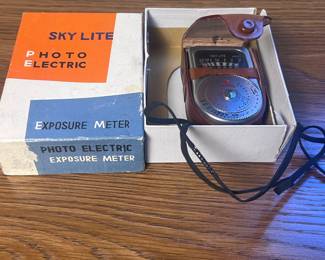 SKY LITE
PHOTO
ELECTRIC
EXPOSURE METER
PHOTO ELECTRIC
EXPOSURE METER